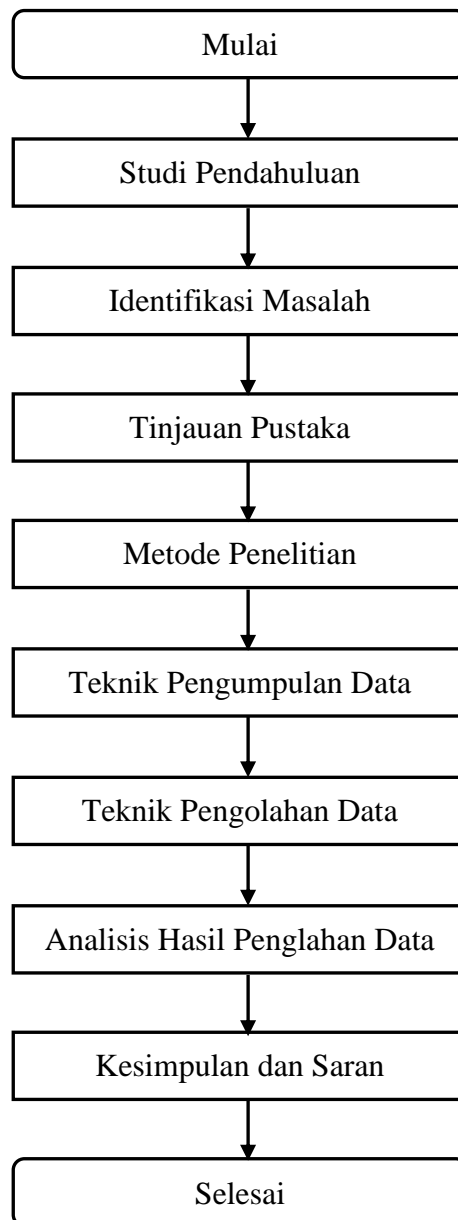 Mulai
Studi Pendahuluan
Identifikasi Masalah
Tinjauan Pustaka
Metode Penelitian
Teknik Pengumpulan Data
Teknik Pengolahan Data
Analisis Hasil Penglahan Data
Kesimpulan dan Saran
Selesai